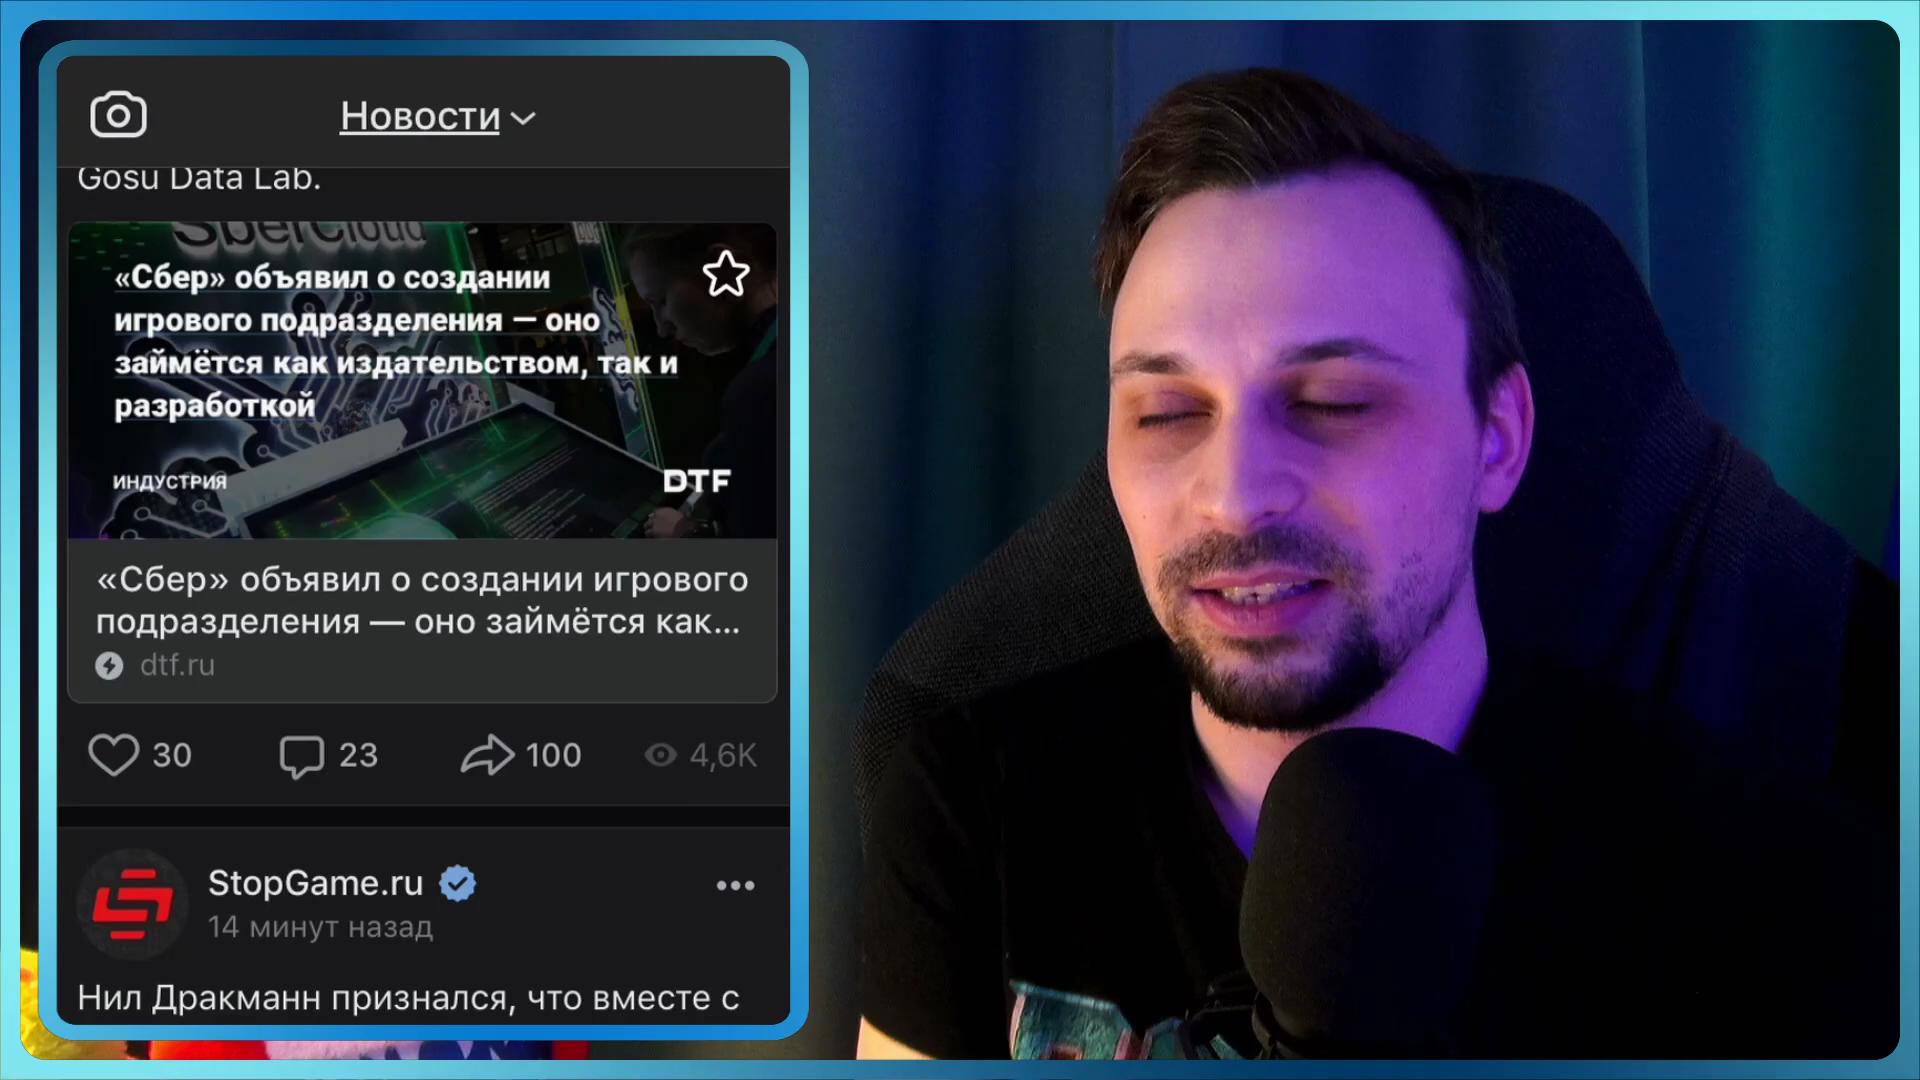 Новости
Gosu Data Lab.
SberCloud
«Сбер» объявил о создании
игрового подразделения — оно
займётся как издательством, так и
разработкой
ИНДУСТРИЯ
DTF
«Сбер» объявил о создании игрового
подразделения — оно займётся как...
dtf.ru
30
23
100
4,6K
StopGame.ru
14 минут назад
Нил Дракманн признался, что вместе с